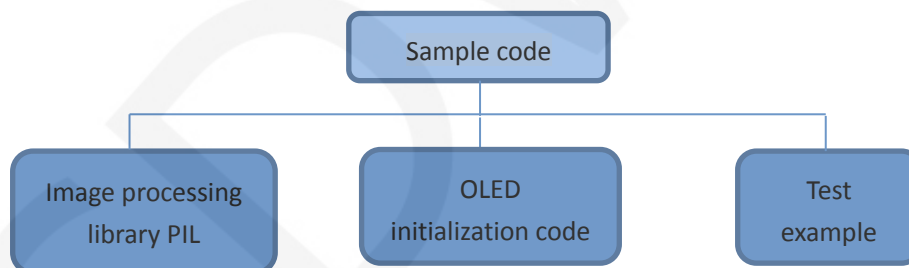 Sample code
Image processing
library PIL
OLED
initialization code
Test
example